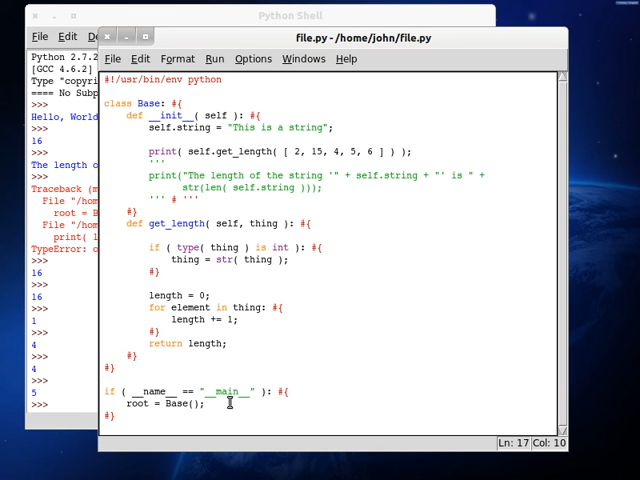 Python Shell
File Edit
Python 2.7.2
[GCC 4.6.2]
Type "copyri
==== No Subp
>>>
Hello, World
>>>
16
>>>
The length o
>>>
Traceback (m
File "/hom
root = B
File "/hom
print( l
TypeError: o
>>>
16
>>>
16
>>>
1
>>>
4
>>>
4
>>>
5
>>>
file.py - /home/john/file.py
File Edit Format Run Options Windows Help
#!/usr/bin/env python
class Base: #{
def __init__( self ): #{
self.string = "This is a string";
print( self.get_length( [ 2, 15, 4, 5, 6 ] ) );
'''
print("The length of the string '" + self.string + "' is " +
str(len( self.string )));
''' # '''
#}
def get_length( self, thing ): #{
if ( type( thing ) is int ): #{
thing = str( thing );
#}
length = 0;
for element in thing: #{
length += 1;
#}
return length;
#}
#}
if ( __name__ == "__main__" ): #{
root = Base();
#}
Ln: 17 Col: 10